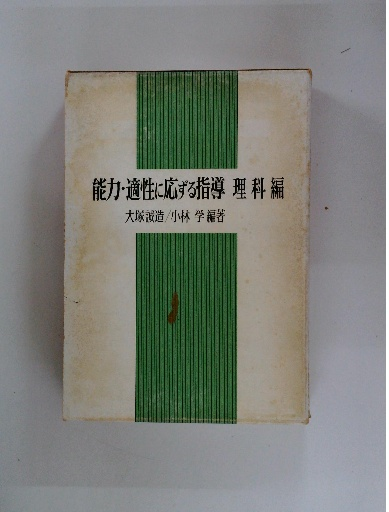 能力・適性に応ずる指導 理科編
大塚誠造/小林 学編著